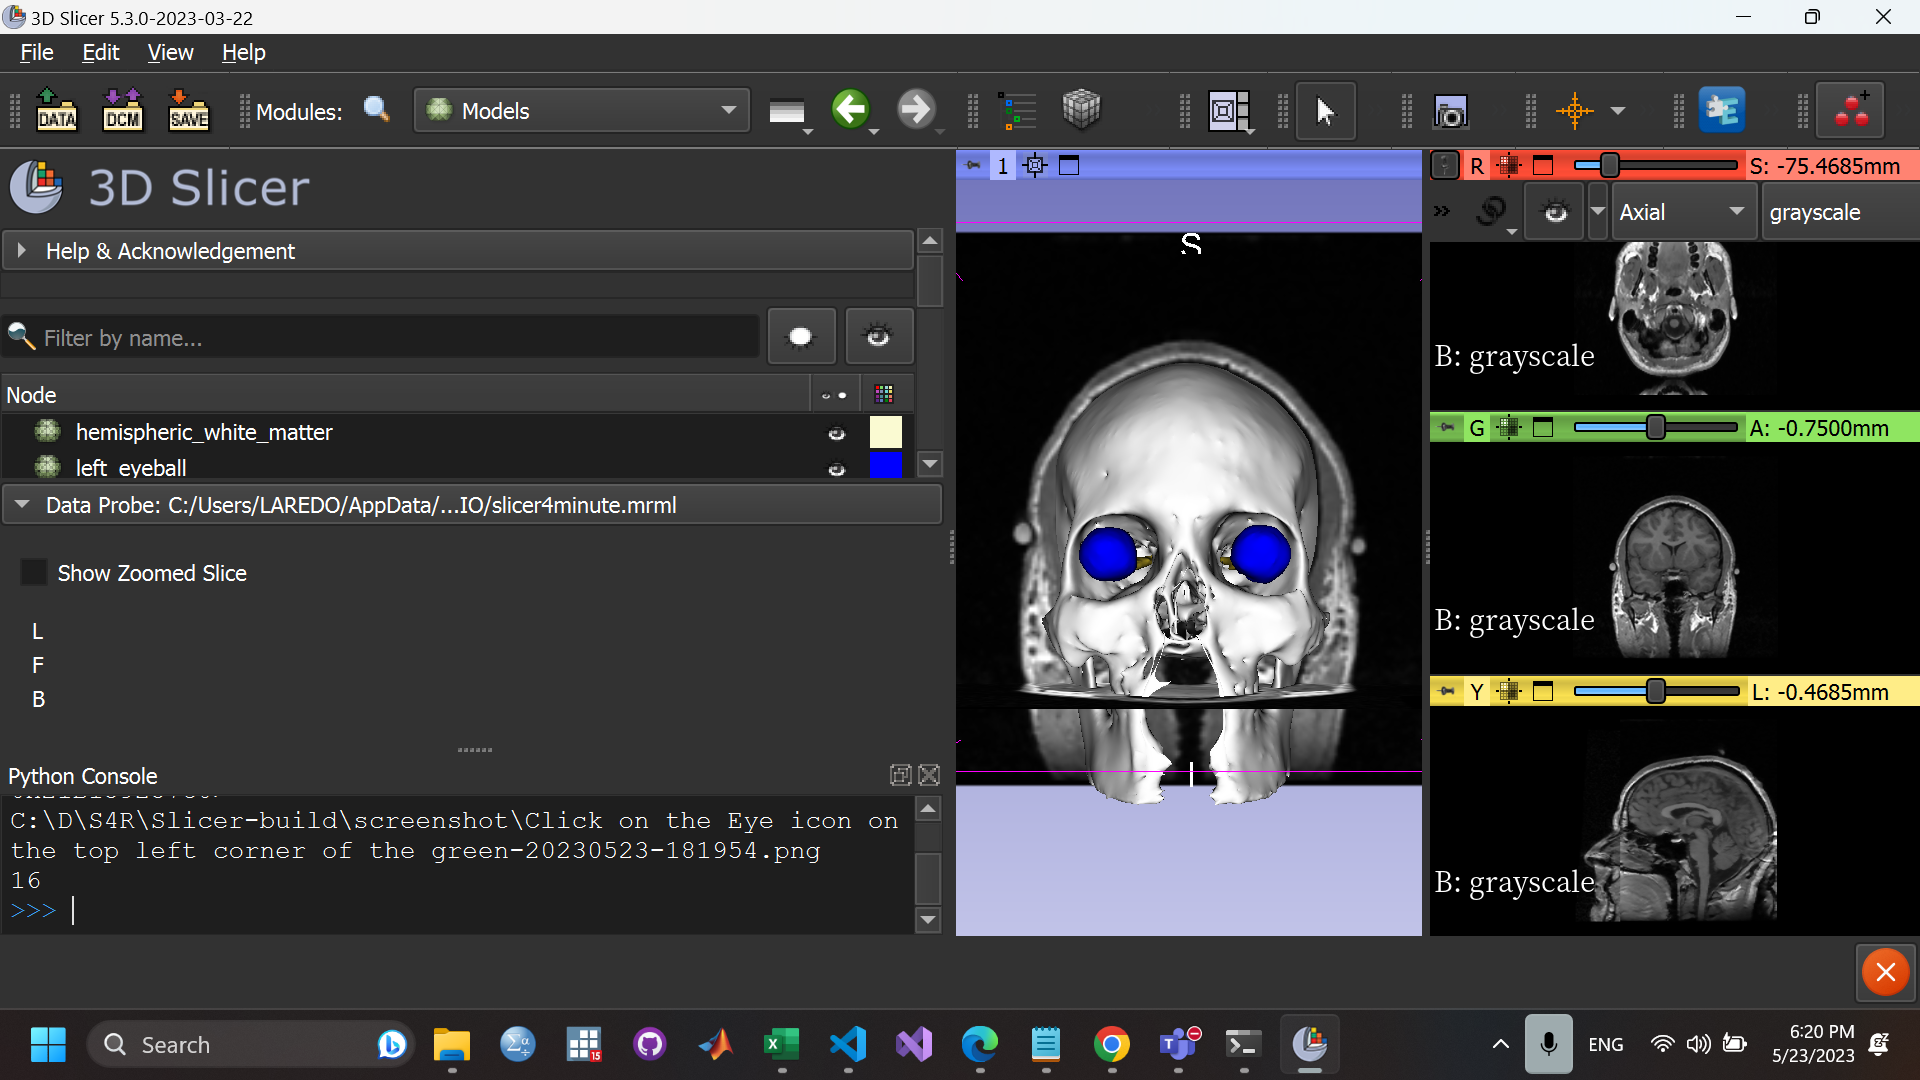 3D Slicer 5.3.0-2023-03-22
File Edit View Help
DATA DCM SAVE Modules: Models
1
R S: -75.4685mm
3D Slicer
Axial grayscale
S
Help & Acknowledgement
Filter by name...
B: grayscale
Node
G A: -0.7500mm
hemispheric_white_matter
left_eyeball
Data Probe: C:/Users/LAREDO/AppData/...IO/slicer4minute.mrml
Show Zoomed Slice
B: grayscale
L
F
B
Y L: -0.4685mm
Python Console
C:\D\S4R\Slicer-build\screenshot\Click on the Eye icon on
the top left corner of the green-20230523-181954.png
16
>>>
B: grayscale
Search
15
ENG
6:20 PM
5/23/2023